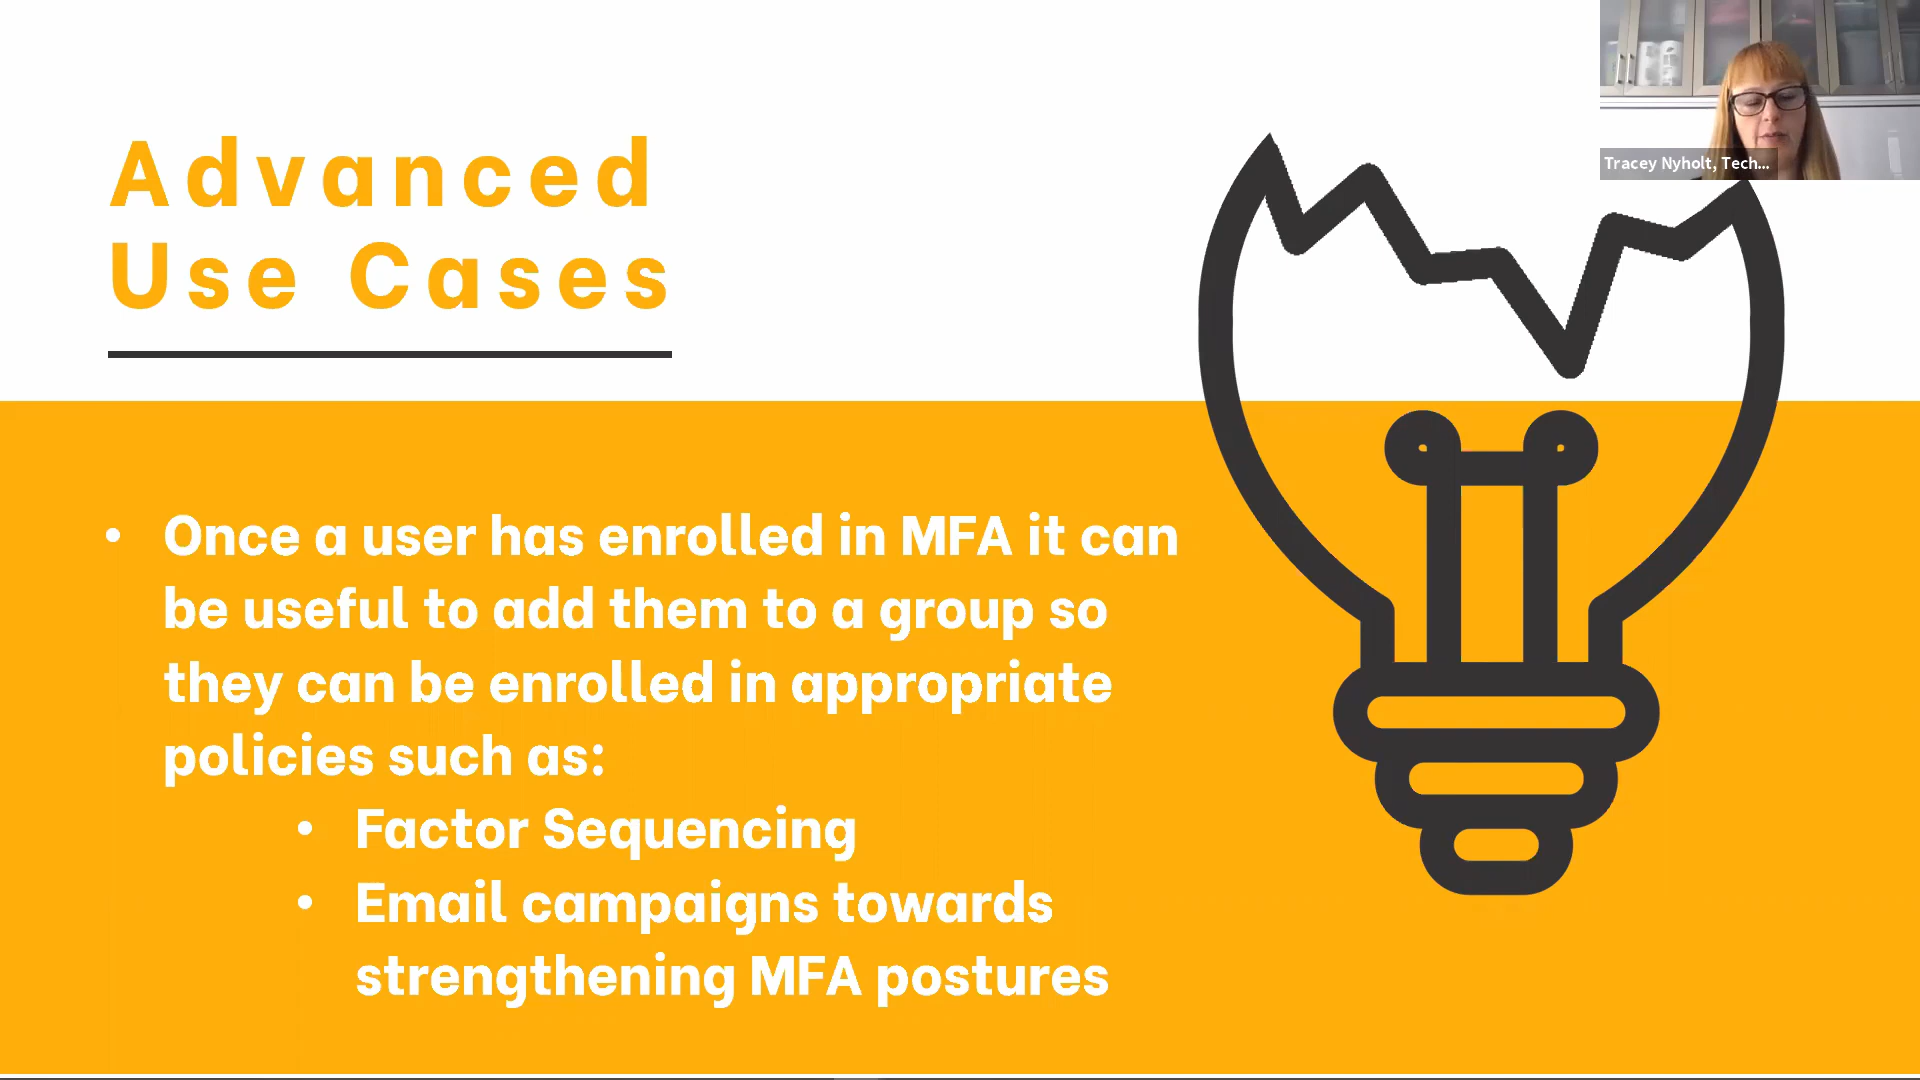 Advanced
Use Cases
Tracey Nyholt, Tech...
• Once a user has enrolled in MFA it can
be useful to add them to a group so
they can be enrolled in appropriate
policies such as:
• Factor Sequencing
• Email campaigns towards
strengthening MFA postures